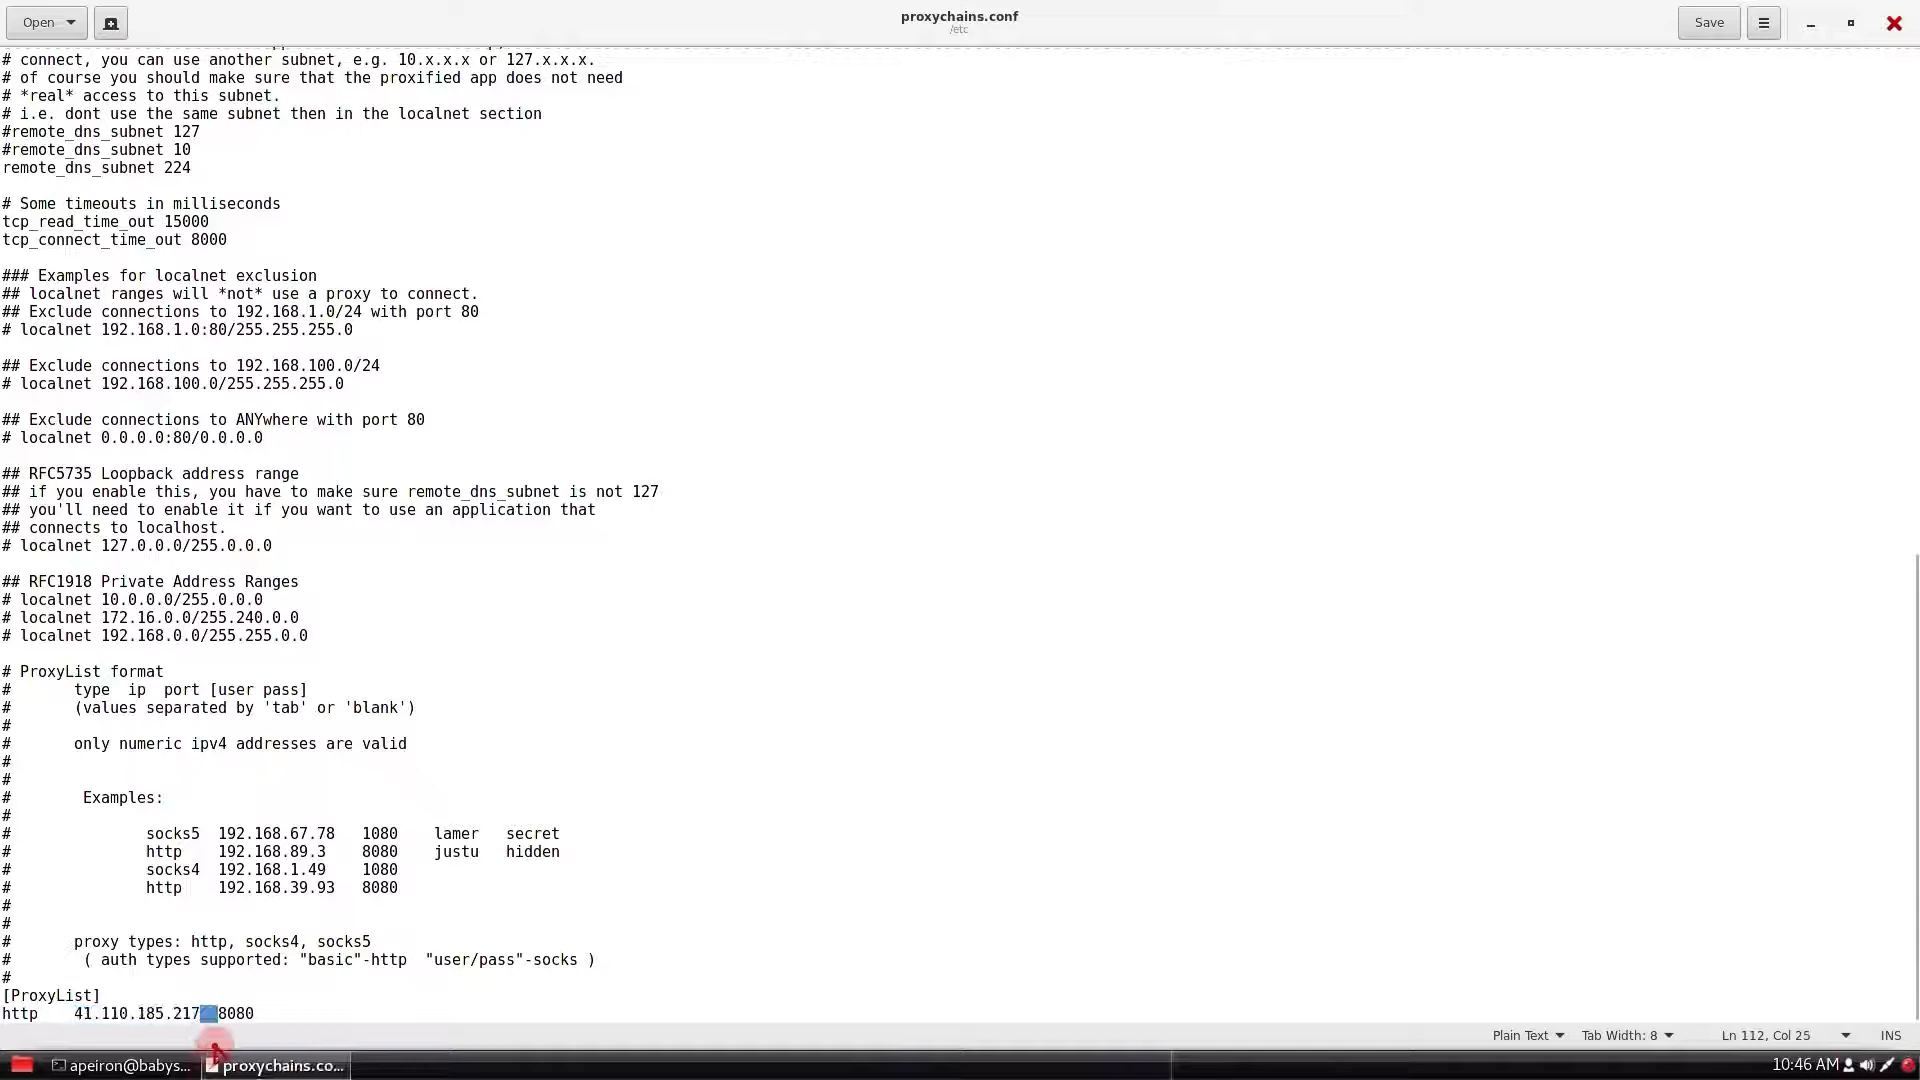 Open
proxychains.conf
/etc
Save
# connect, you can use another subnet, e.g. 10.x.x.x or 127.x.x.x.
# of course you should make sure that the proxified app does not need
# *real* access to this subnet.
# i.e. dont use the same subnet then in the localnet section
#remote_dns_subnet 127
#remote_dns_subnet 10
remote_dns_subnet 224
# Some timeouts in milliseconds
tcp_read_time_out 15000
tcp_connect_time_out 8000
### Examples for localnet exclusion
## localnet ranges will *not* use a proxy to connect.
## Exclude connections to 192.168.1.0/24 with port 80
# localnet 192.168.1.0:80/255.255.255.0
## Exclude connections to 192.168.100.0/24
# localnet 192.168.100.0/255.255.255.0
## Exclude connections to ANYwhere with port 80
# localnet 0.0.0.0:80/0.0.0.0
## RFC5735 Loopback address range
## if you enable this, you have to make sure remote_dns_subnet is not 127
## you'll need to enable it if you want to use an application that
## connects to localhost.
# localnet 127.0.0.0/255.0.0.0
## RFC1918 Private Address Ranges
# localnet 10.0.0.0/255.0.0.0
# localnet 172.16.0.0/255.240.0.0
# localnet 192.168.0.0/255.255.0.0
# ProxyList format
#       type  ip  port [user pass]
#       (values separated by 'tab' or 'blank')
#
#       only numeric ipv4 addresses are valid
#
#
#        Examples:
#
#               socks5  192.168.67.78   1080    lamer   secret
#               http    192.168.89.3    8080    justu   hidden
#               socks4  192.168.1.49    1080
#               http    192.168.39.93   8080
#
#
#       proxy types: http, socks4, socks5
#        ( auth types supported: "basic"-http  "user/pass"-socks )
#
[ProxyList]
http    41.110.185.217  8080
Plain Text
Tab Width: 8
Ln 112, Col 25
INS
apeiron@babys...
proxychains.co...
10:46 AM